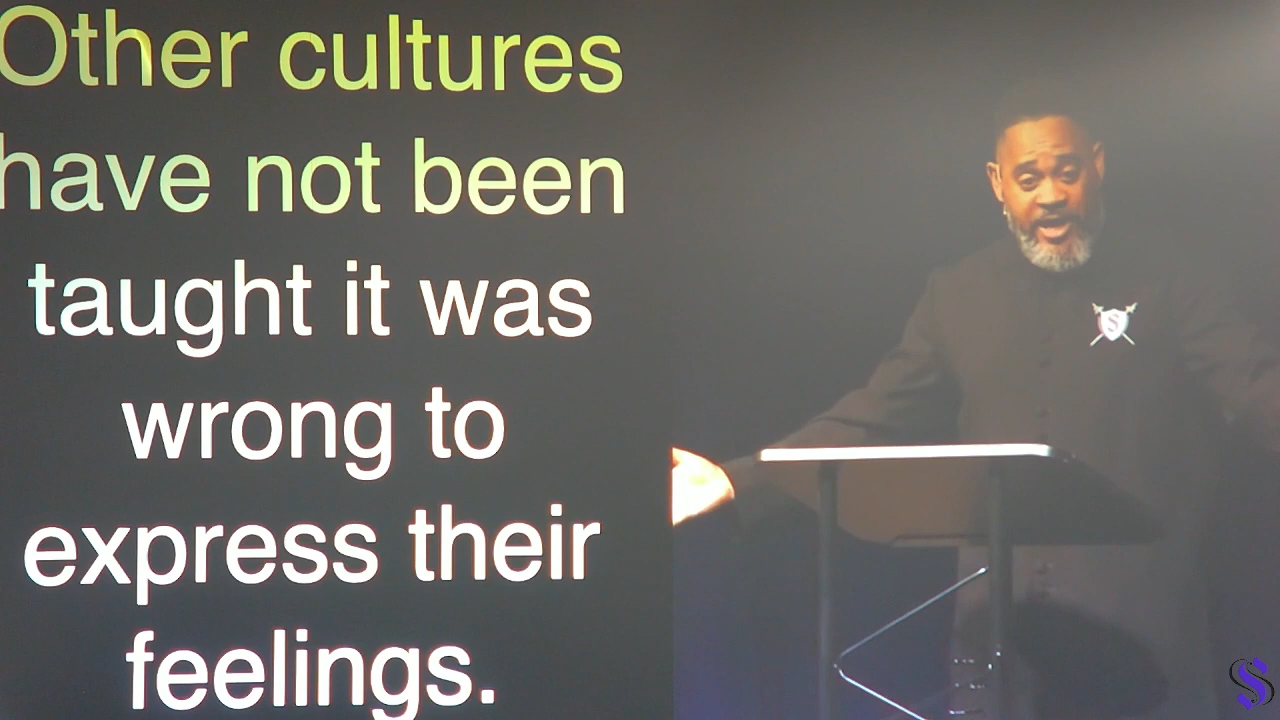 Other cultures
have not been
taught it was
wrong to
express their
feelings.
S
S